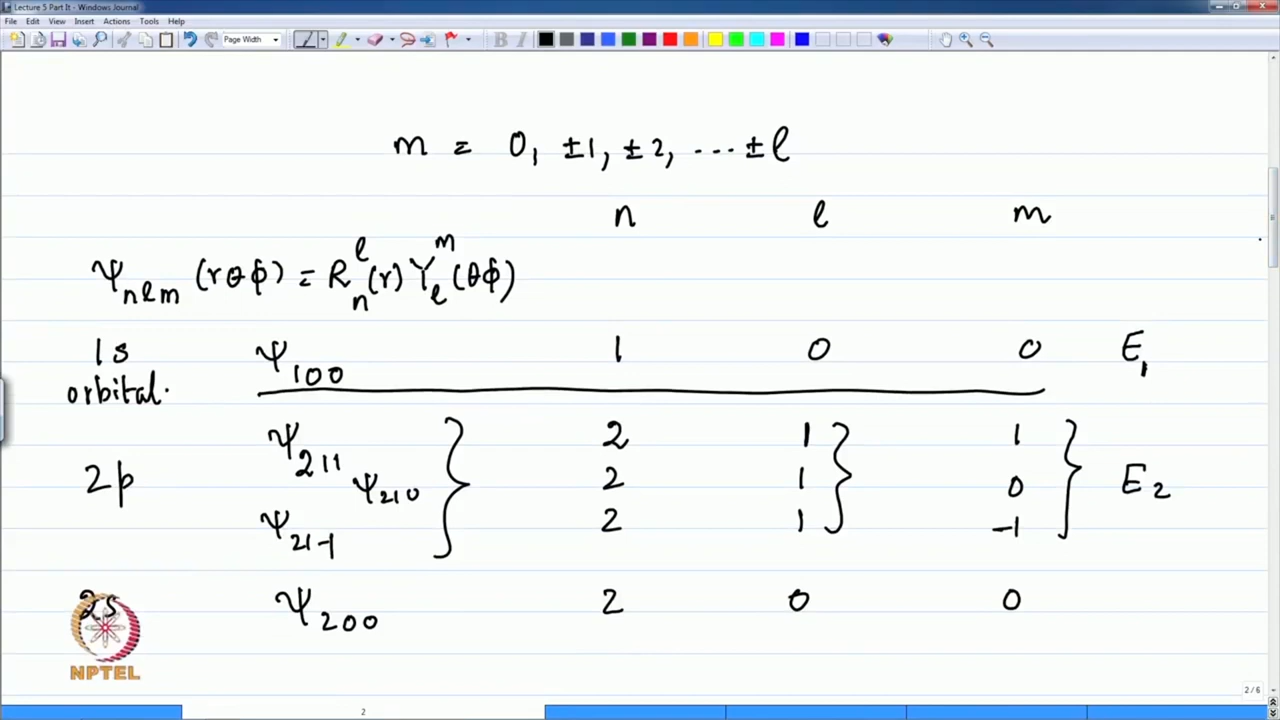 Lecture 5 Part II - Windows Journal
File Edit View Insert Actions Tools Help
Page Width
m = 0, ±1, ±2, ... ±l
n l m
Ψnlm (rθφ) = Rnl(r) Ylm(θφ)
1s orbital. Ψ100 1 0 0 E1
Ψ211 2 1 1
2p Ψ210 2 1 0 E2
Ψ21-1 2 1 -1
2s Ψ200 2 0 0
NPTEL
2 / 6
2